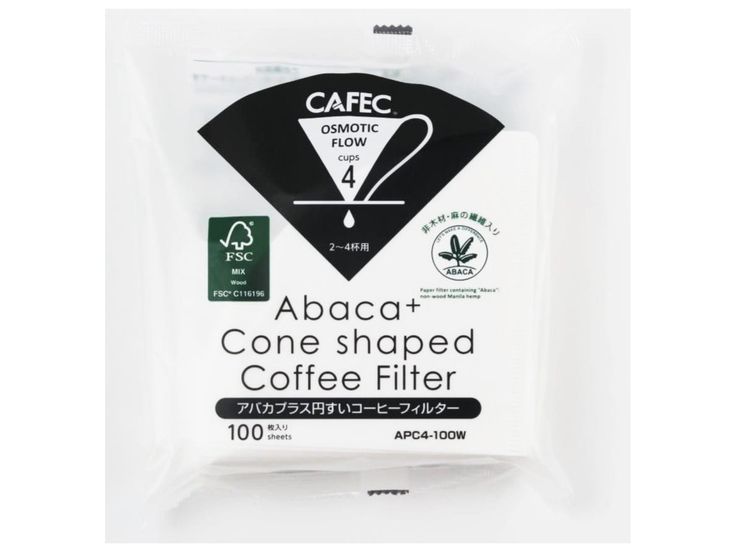 CAFEC®
OSMOTIC
FLOW
cups
4
2〜4杯用
FSC
MIX
Wood
FSC® C116196
非木材・麻の繊維入り
LET'S MAKE A DIFFERENCE
ABACA
Paper filter containing "Abaca"
non-wood Manila hemp
Abaca+
Cone shaped
Coffee Filter
アバカプラス円すいコーヒーフィルター
100 枚入り sheets
APC4-100W